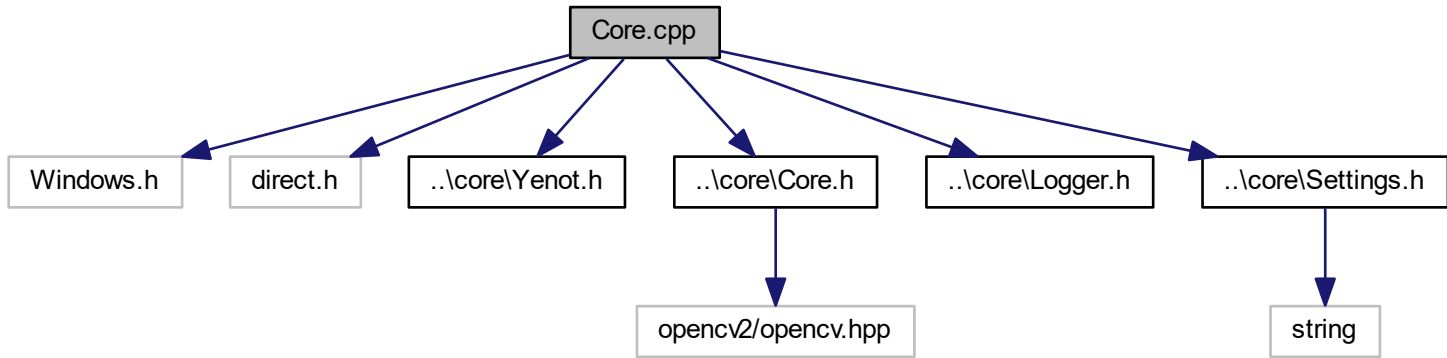 Core.cpp
Windows.h
direct.h
..\core\Yenot.h
..\core\Core.h
..\core\Logger.h
..\core\Settings.h
opencv2/opencv.hpp
string